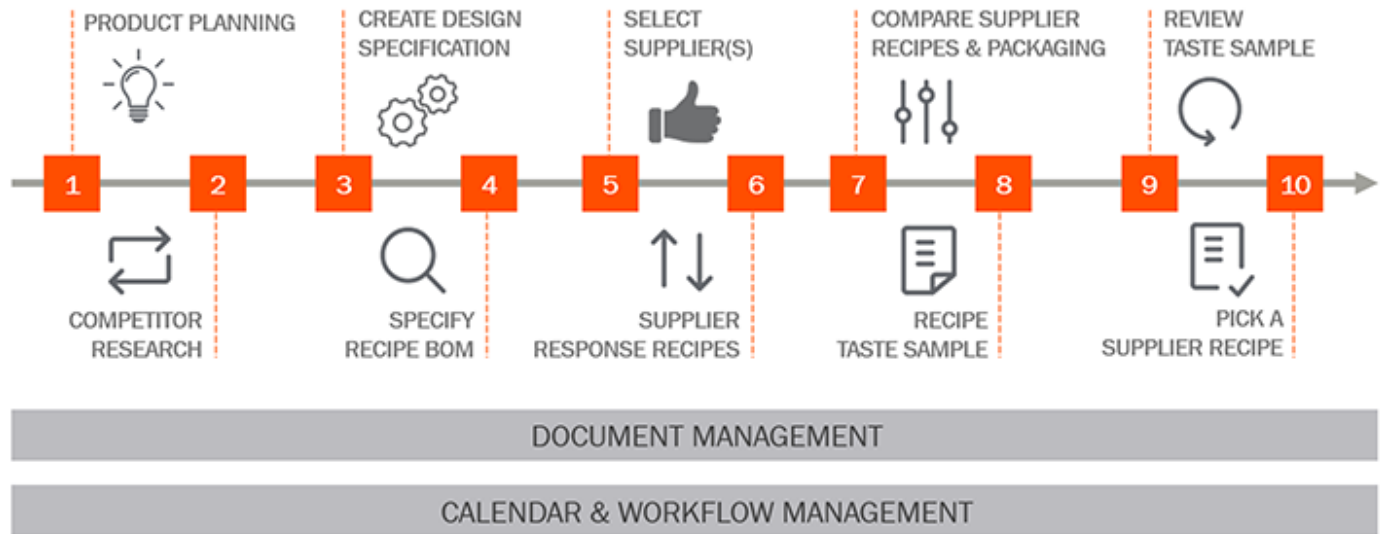 PRODUCT PLANNING
CREATE DESIGN
SPECIFICATION
SELECT
SUPPLIER(S)
COMPARE SUPPLIER
RECIPES & PACKAGING
REVIEW
TASTE SAMPLE
1
2
3
4
5
6
7
8
9
10
COMPETITOR
RESEARCH
SPECIFY
RECIPE BOM
SUPPLIER
RESPONSE RECIPES
RECIPE
TASTE SAMPLE
PICK A
SUPPLIER RECIPE
DOCUMENT MANAGEMENT
CALENDAR & WORKFLOW MANAGEMENT